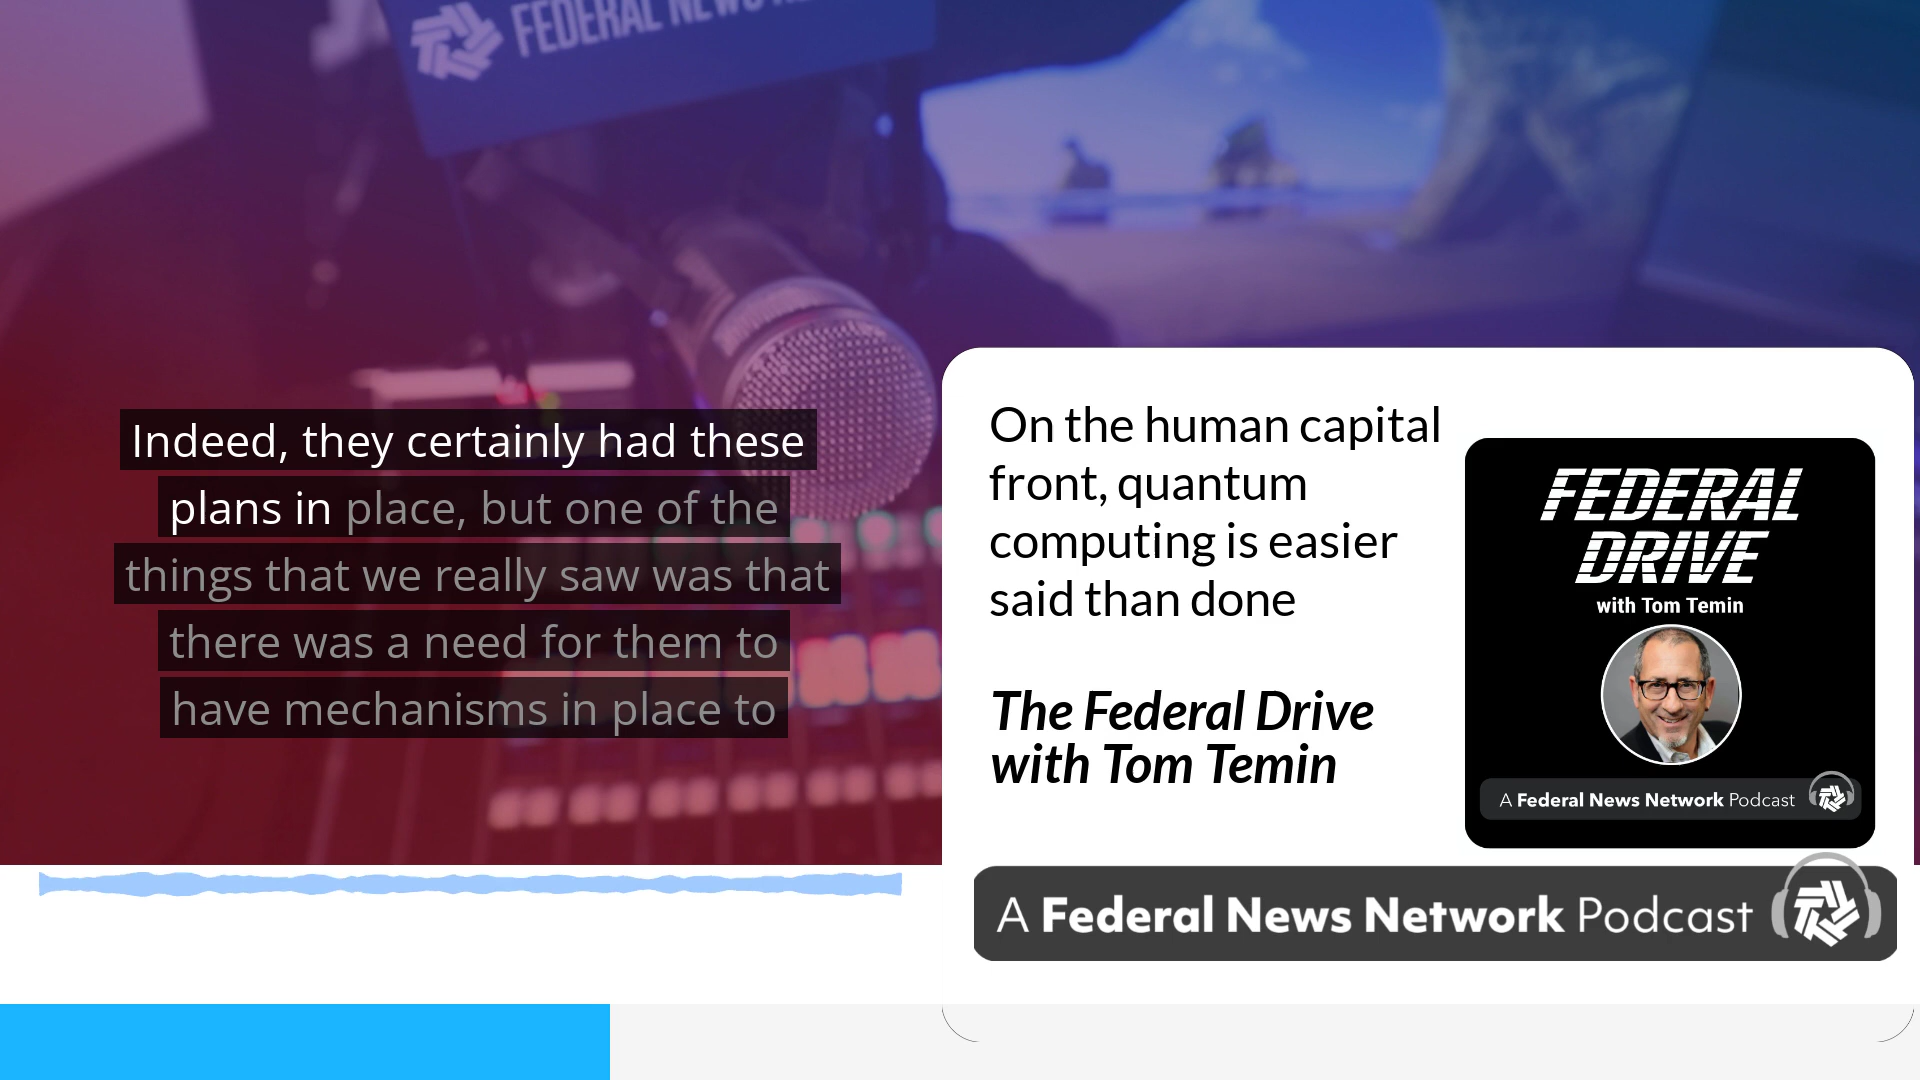 FEDERAL NEWS
Indeed, they certainly had these
plans in place, but one of the
things that we really saw was that
there was a need for them to
have mechanisms in place to
On the human capital
front, quantum
computing is easier
said than done
The Federal Drive
with Tom Temin
FEDERAL
DRIVE
with Tom Temin
A Federal News Network Podcast
A Federal News Network Podcast